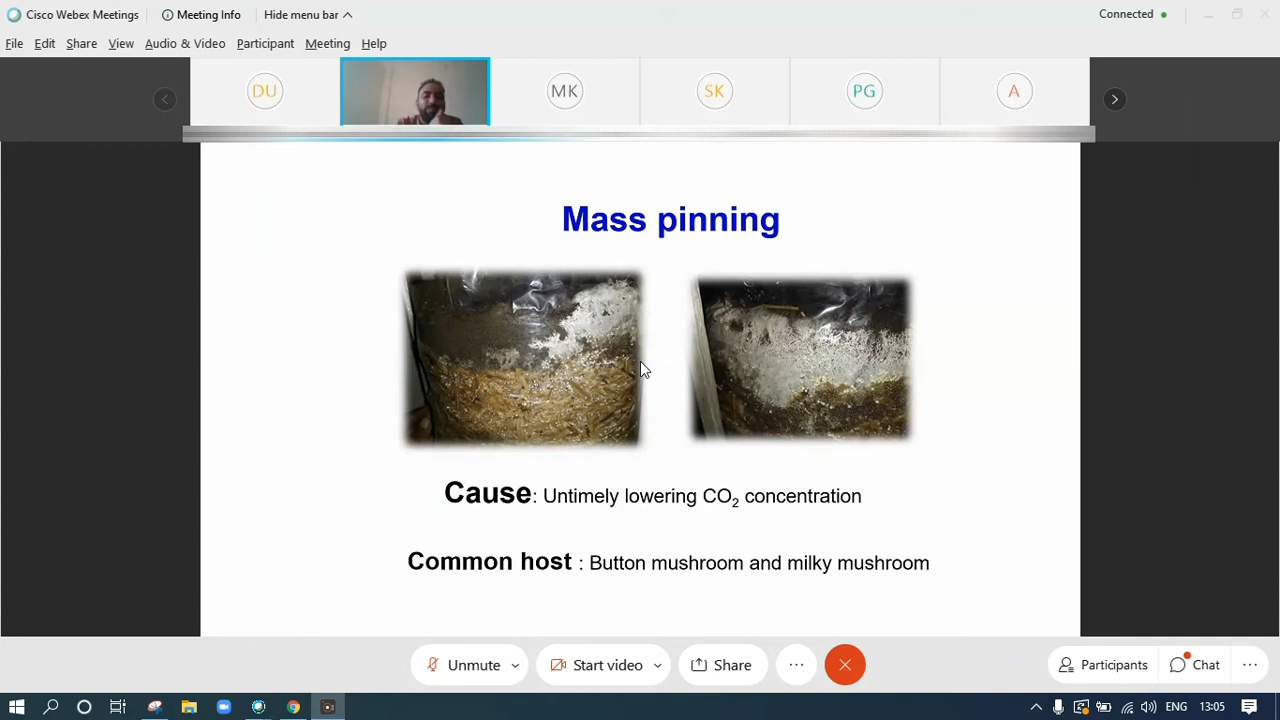 Cisco Webex Meetings Meeting Info Hide menu bar Connected
File Edit Share View Audio & Video Participant Meeting Help
DU MK SK PG A
Mass pinning
Cause: Untimely lowering CO2 concentration
Common host : Button mushroom and milky mushroom
Unmute Start video Share Participants Chat
ENG 13:05